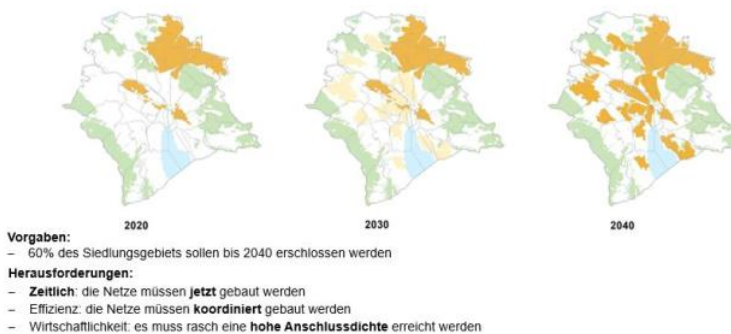 2020 2030 2040
Vorgaben:
– 60% des Siedlungsgebiets sollen bis 2040 erschlossen werden
Herausforderungen:
– Zeitlich: die Netze müssen jetzt gebaut werden
– Effizienz: die Netze müssen koordiniert gebaut werden
– Wirtschaftlichkeit: es muss rasch eine hohe Anschlussdichte erreicht werden